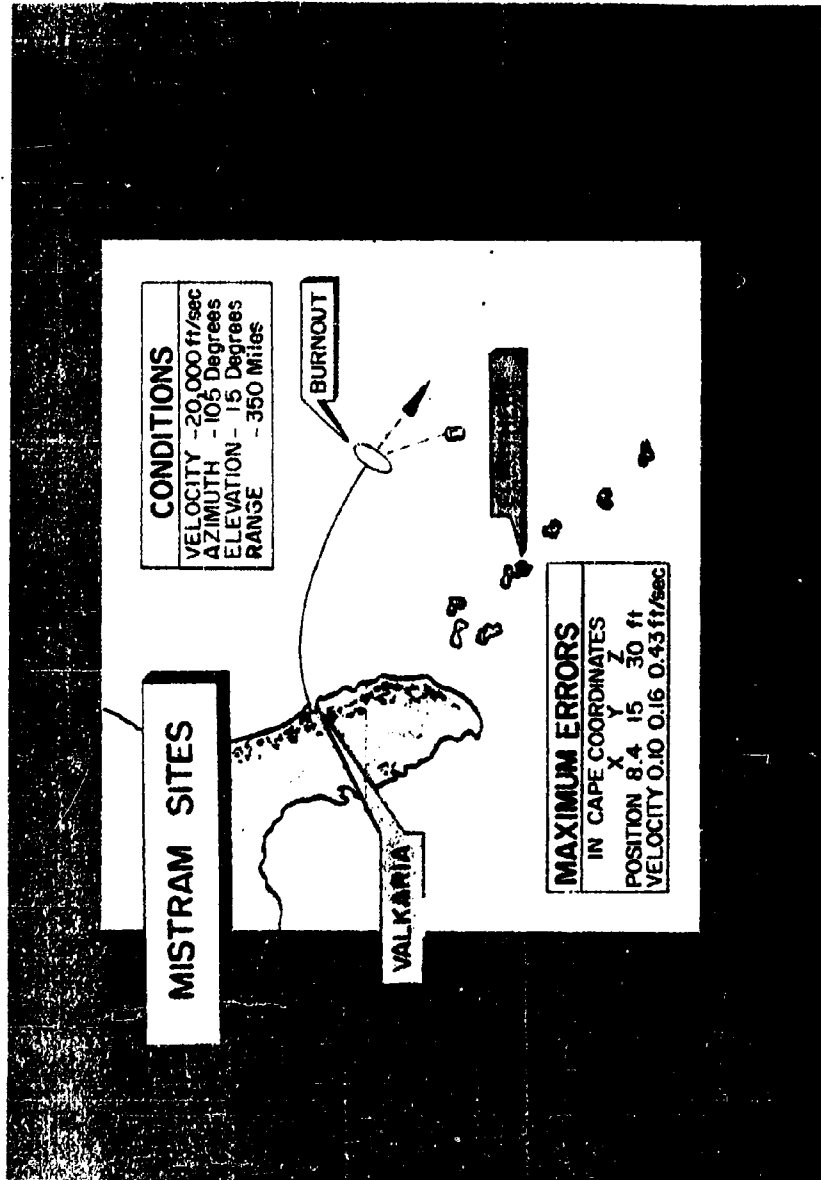 MISTRAM SITES
CONDITIONS
VELOCITY - 20,000 ft/sec
AZIMUTH - 105 Degrees
ELEVATION - 15 Degrees
RANGE - 350 Miles
BURNOUT
VALKARIA
MAXIMUM ERRORS
IN CAPE COORDINATES
X Y Z
POSITION 8.4 15 30 ft
VELOCITY 0.10 0.16 0.43 ft/sec